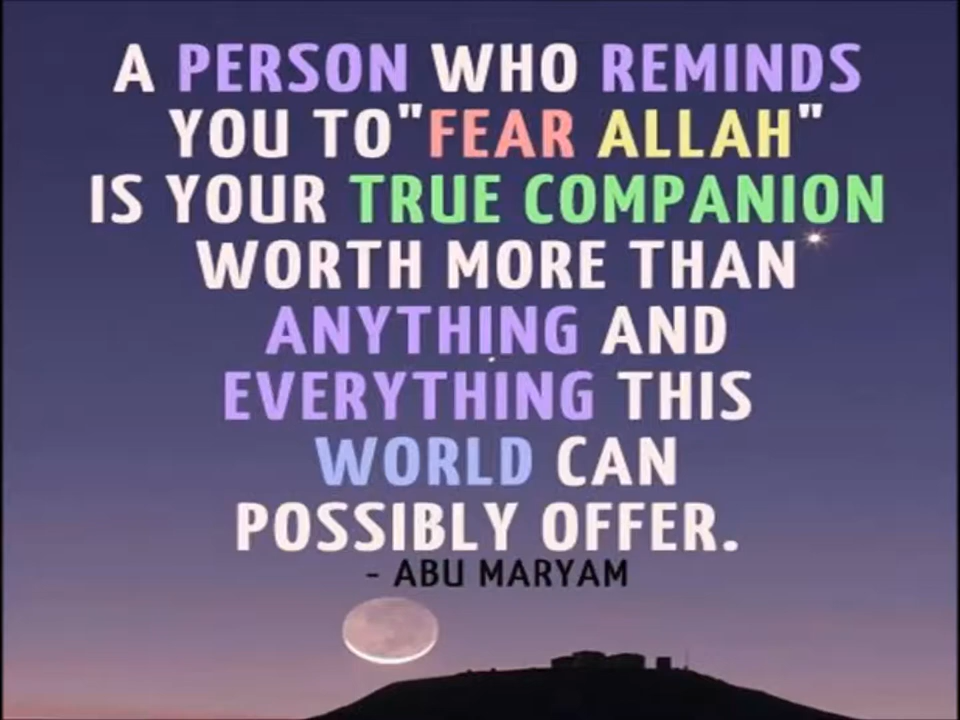 A PERSON WHO REMINDS
YOU TO"FEAR ALLAH"
IS YOUR TRUE COMPANION
WORTH MORE THAN
ANYTHING AND
EVERYTHING THIS
WORLD CAN
POSSIBLY OFFER.
- ABU MARYAM